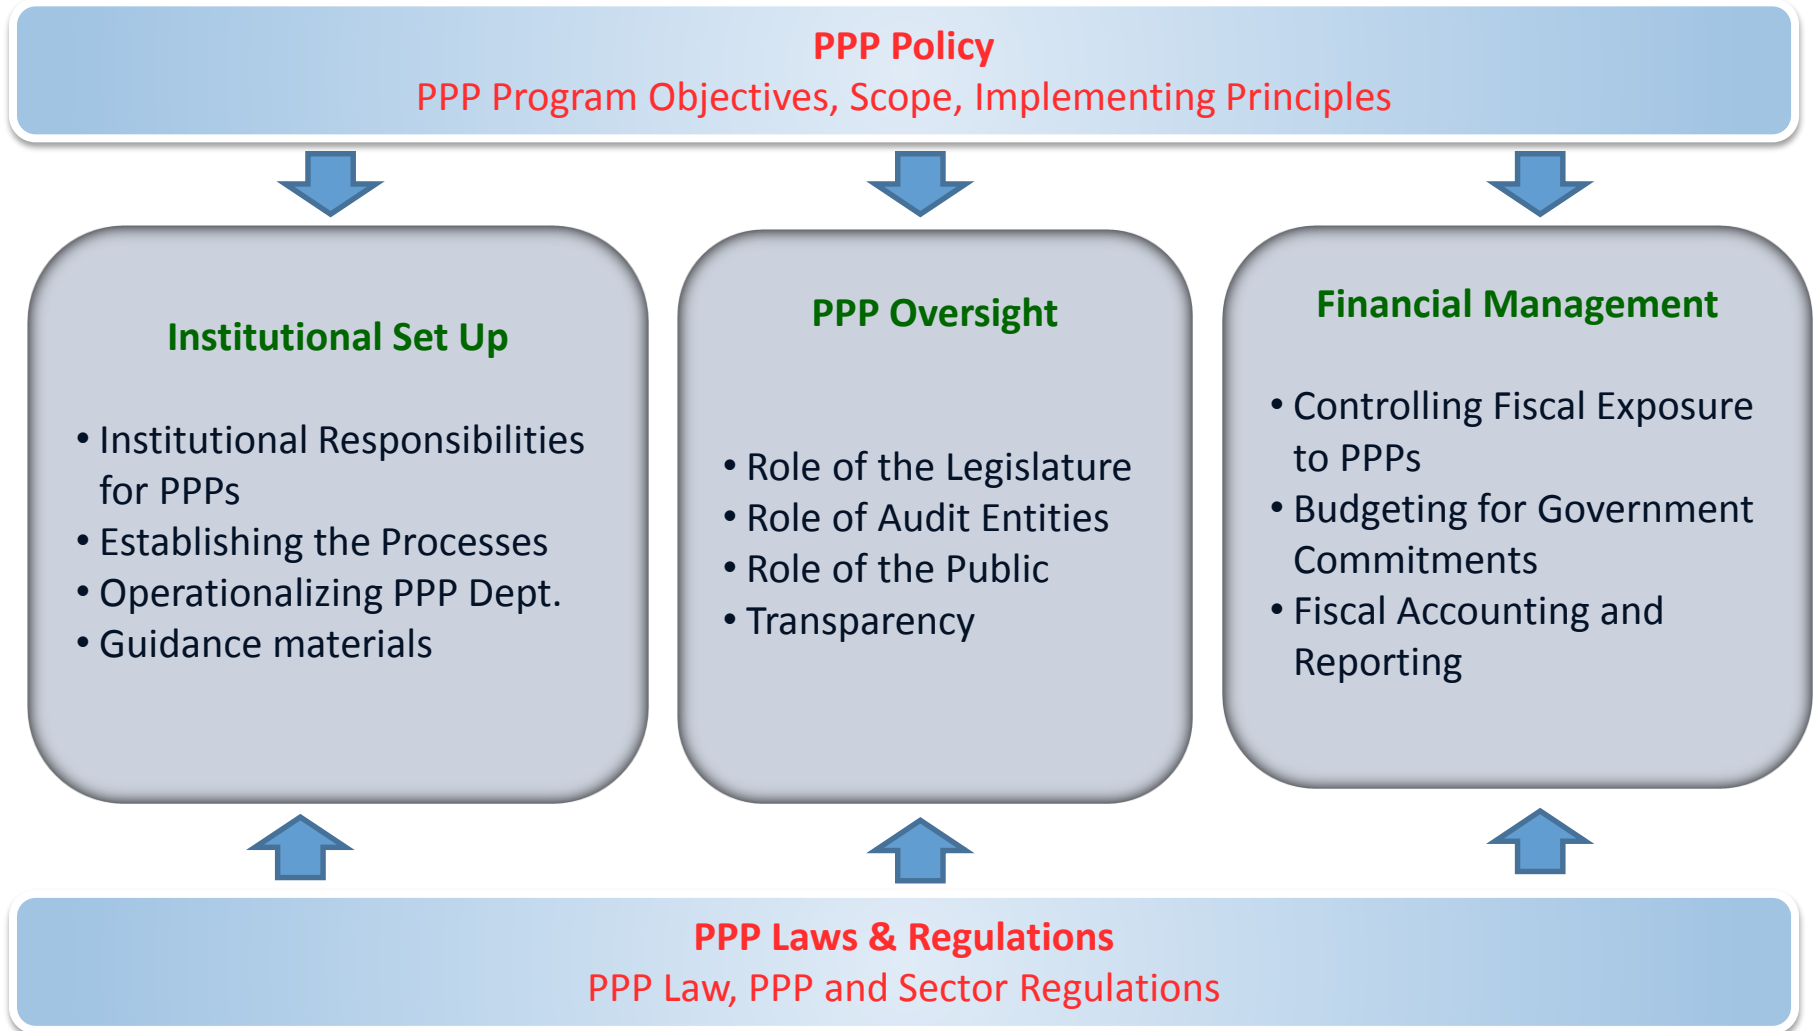 PPP Policy
PPP Program Objectives, Scope, Implementing Principles
Institutional Set Up
• Institutional Responsibilities
for PPPs
• Establishing the Processes
• Operationalizing PPP Dept.
• Guidance materials
PPP Oversight
• Role of the Legislature
• Role of Audit Entities
• Role of the Public
• Transparency
Financial Management
• Controlling Fiscal Exposure
to PPPs
• Budgeting for Government
Commitments
• Fiscal Accounting and
Reporting
PPP Laws & Regulations
PPP Law, PPP and Sector Regulations